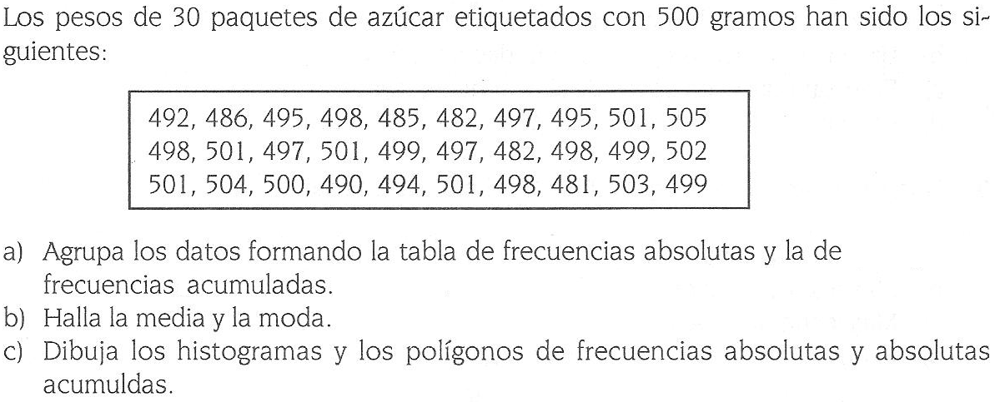 Los pesos de 30 paquetes de azúcar etiquetados con 500 gramos han sido los si-
guientes:
492, 486, 495, 498, 485, 482, 497, 495, 501, 505
498, 501, 497, 501, 499, 497, 482, 498, 499, 502
501, 504, 500, 490, 494, 501, 498, 481, 503, 499
a) Agrupa los datos formando la tabla de frecuencias absolutas y la de
frecuencias acumuladas.
b) Halla la media y la moda.
c) Dibuja los histogramas y los polígonos de frecuencias absolutas y absolutas
acumuldas.